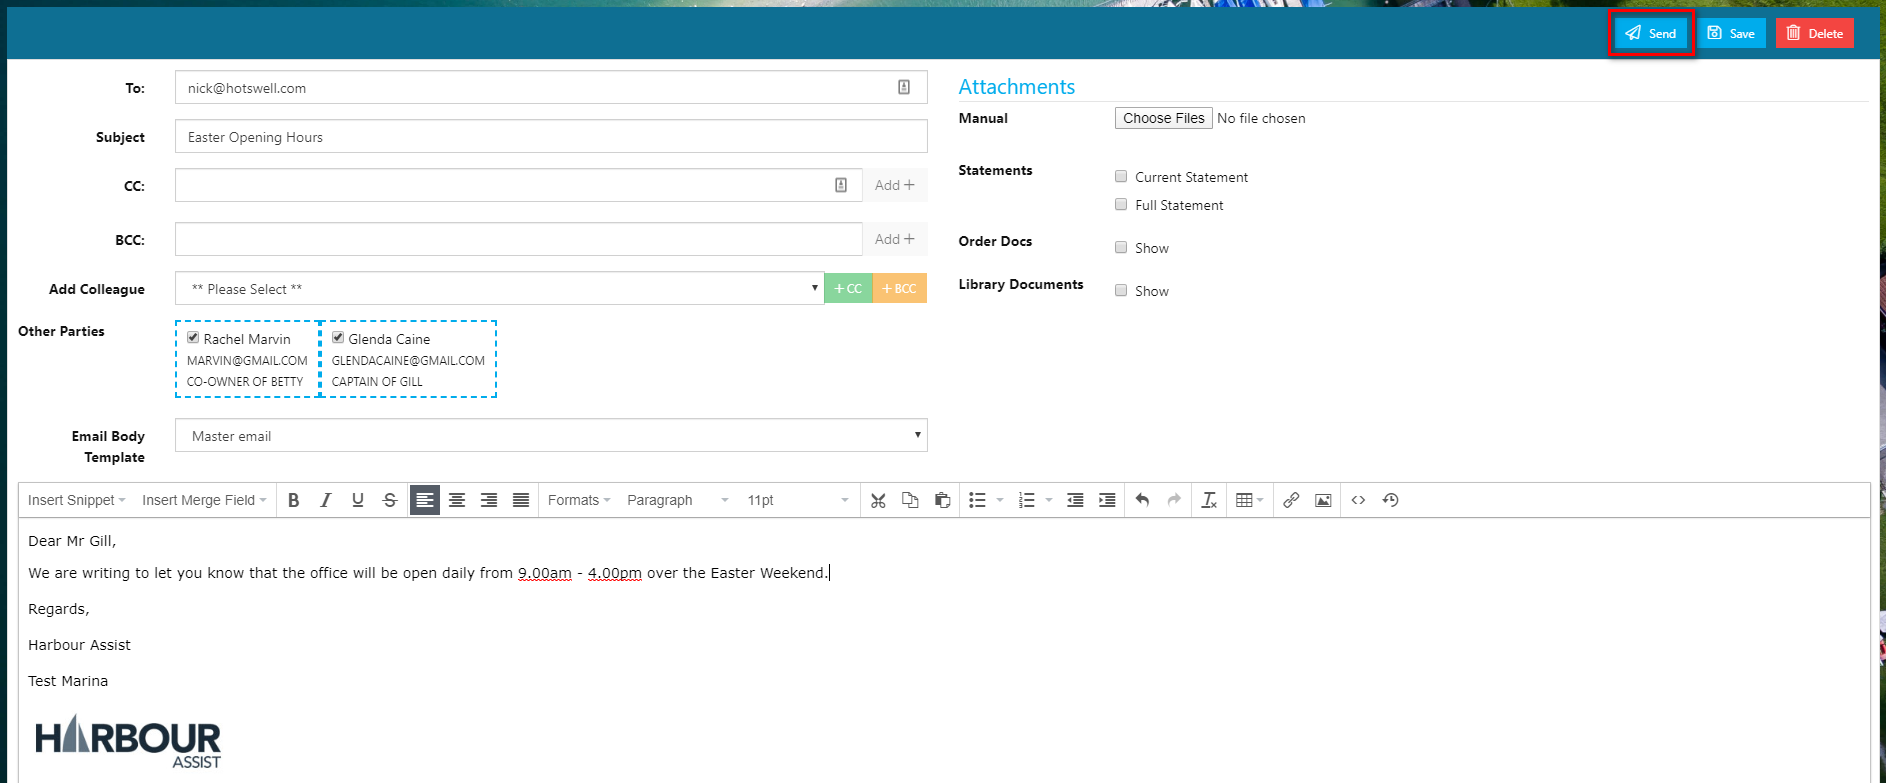 Send Save Delete
To: nick@hotswell.com
Subject Easter Opening Hours
CC: Add +
BCC: Add +
Add Colleague ** Please Select ** + CC + BCC
Other Parties
Rachel Marvin
MARVIN@GMAIL.COM
CO-OWNER OF BETTY
Glenda Caine
GLENDACAINE@GMAIL.COM
CAPTAIN OF GILL
Email Body
Template
Master email
Attachments
Manual Choose Files No file chosen
Statements
Current Statement
Full Statement
Order Docs Show
Library Documents Show
Insert Snippet Insert Merge Field B I U S Formats Paragraph 11pt
Dear Mr Gill,
We are writing to let you know that the office will be open daily from 9.00am - 4.00pm over the Easter Weekend.
Regards,
Harbour Assist
Test Marina
HARBOUR
ASSIST